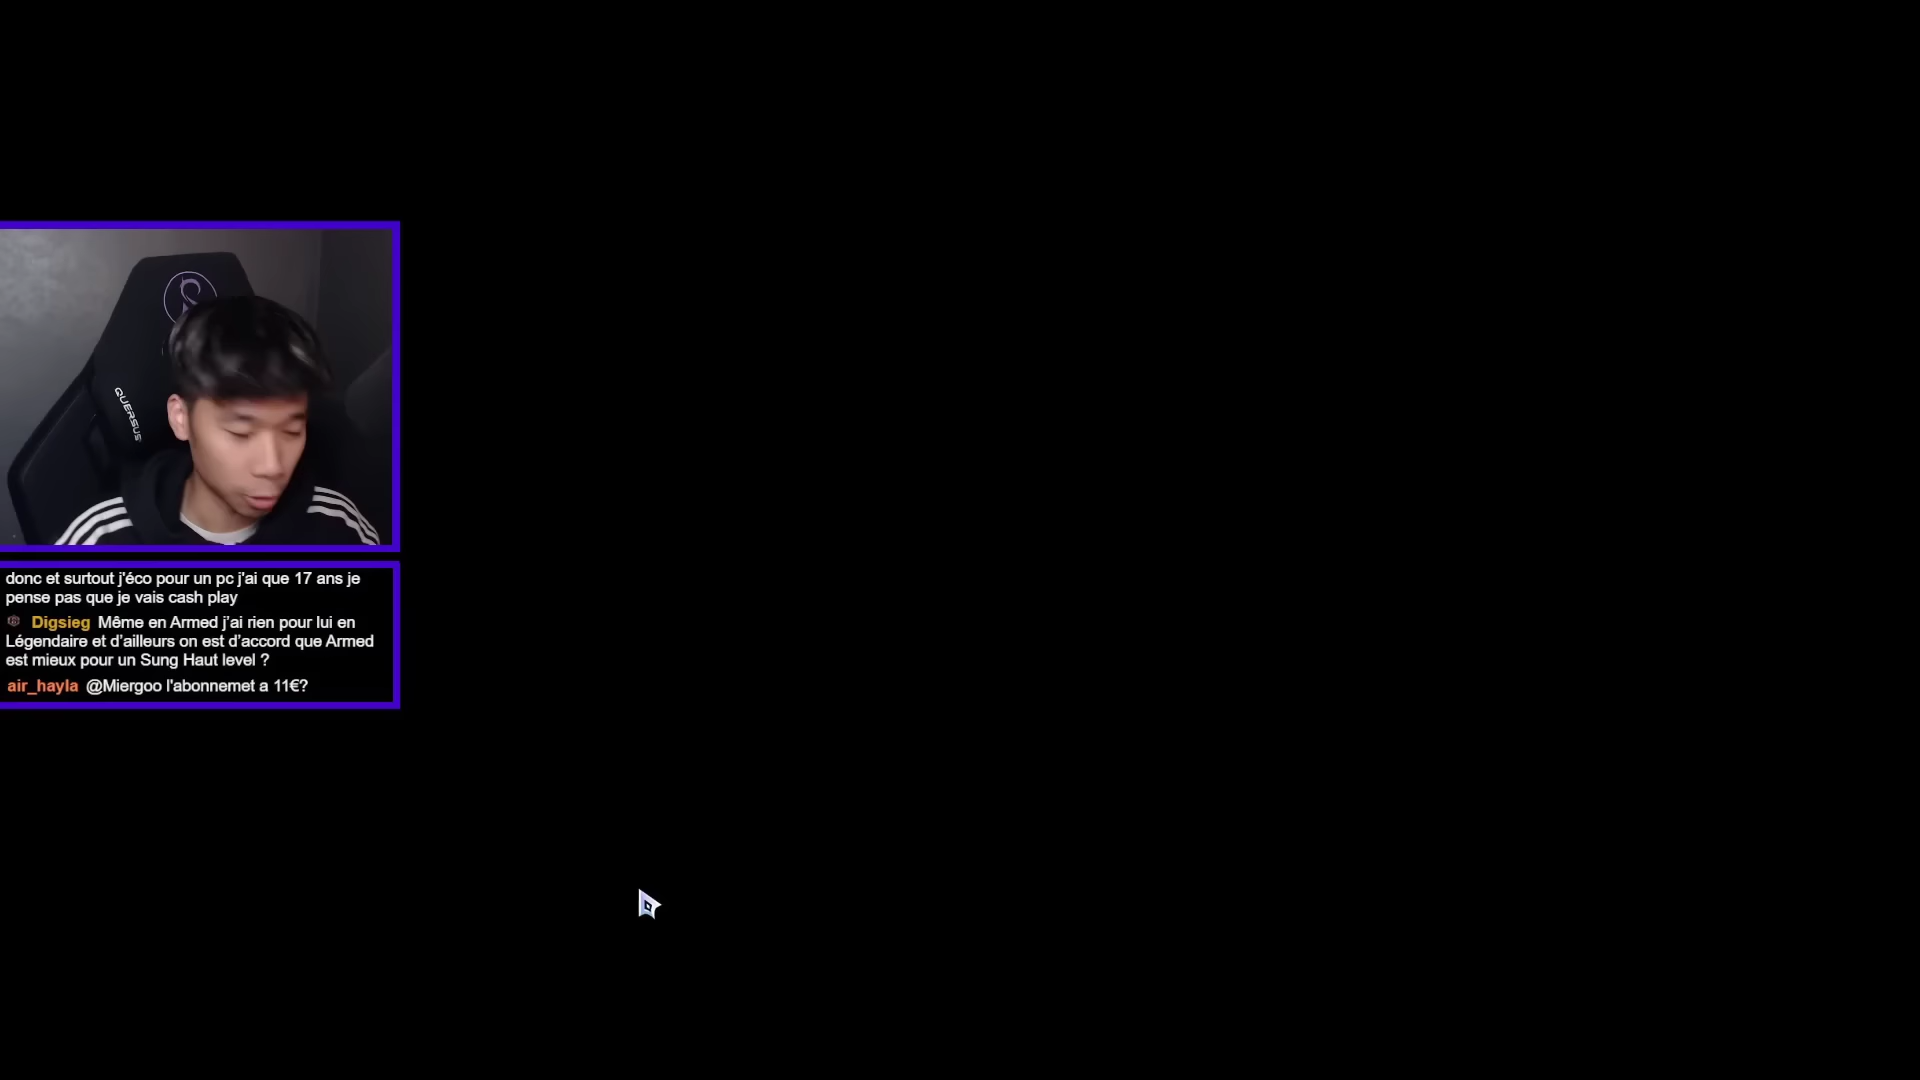 QUERSUS
donc et surtout j'éco pour un pc j'ai que 17 ans je
pense pas que je vais cash play
Digsieg Même en Armed j’ai rien pour lui en
Légendaire et d’ailleurs on est d’accord que Armed
est mieux pour un Sung Haut level ?
air_hayla @Miergoo l'abonnemet a 11€?